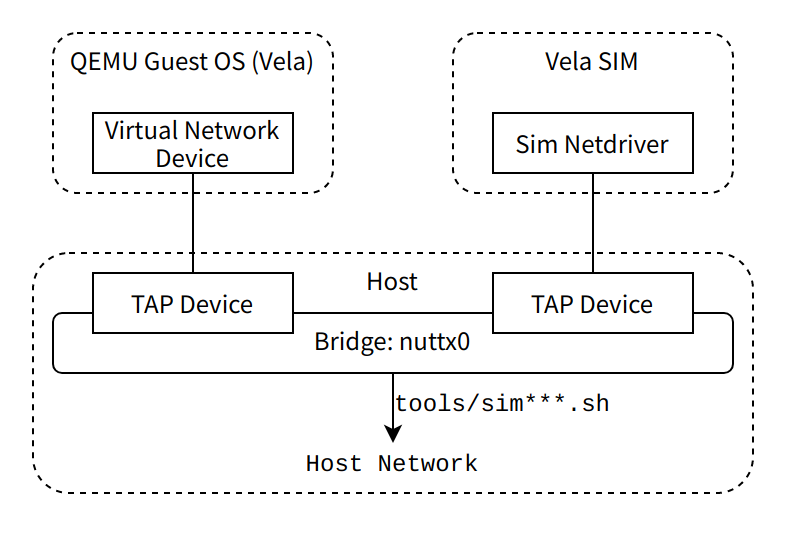 QEMU Guest OS (Vela)
Virtual Network
Device
Vela SIM
Sim Netdriver
Host
TAP Device
TAP Device
Bridge: nuttx0
tools/sim***.sh
Host Network